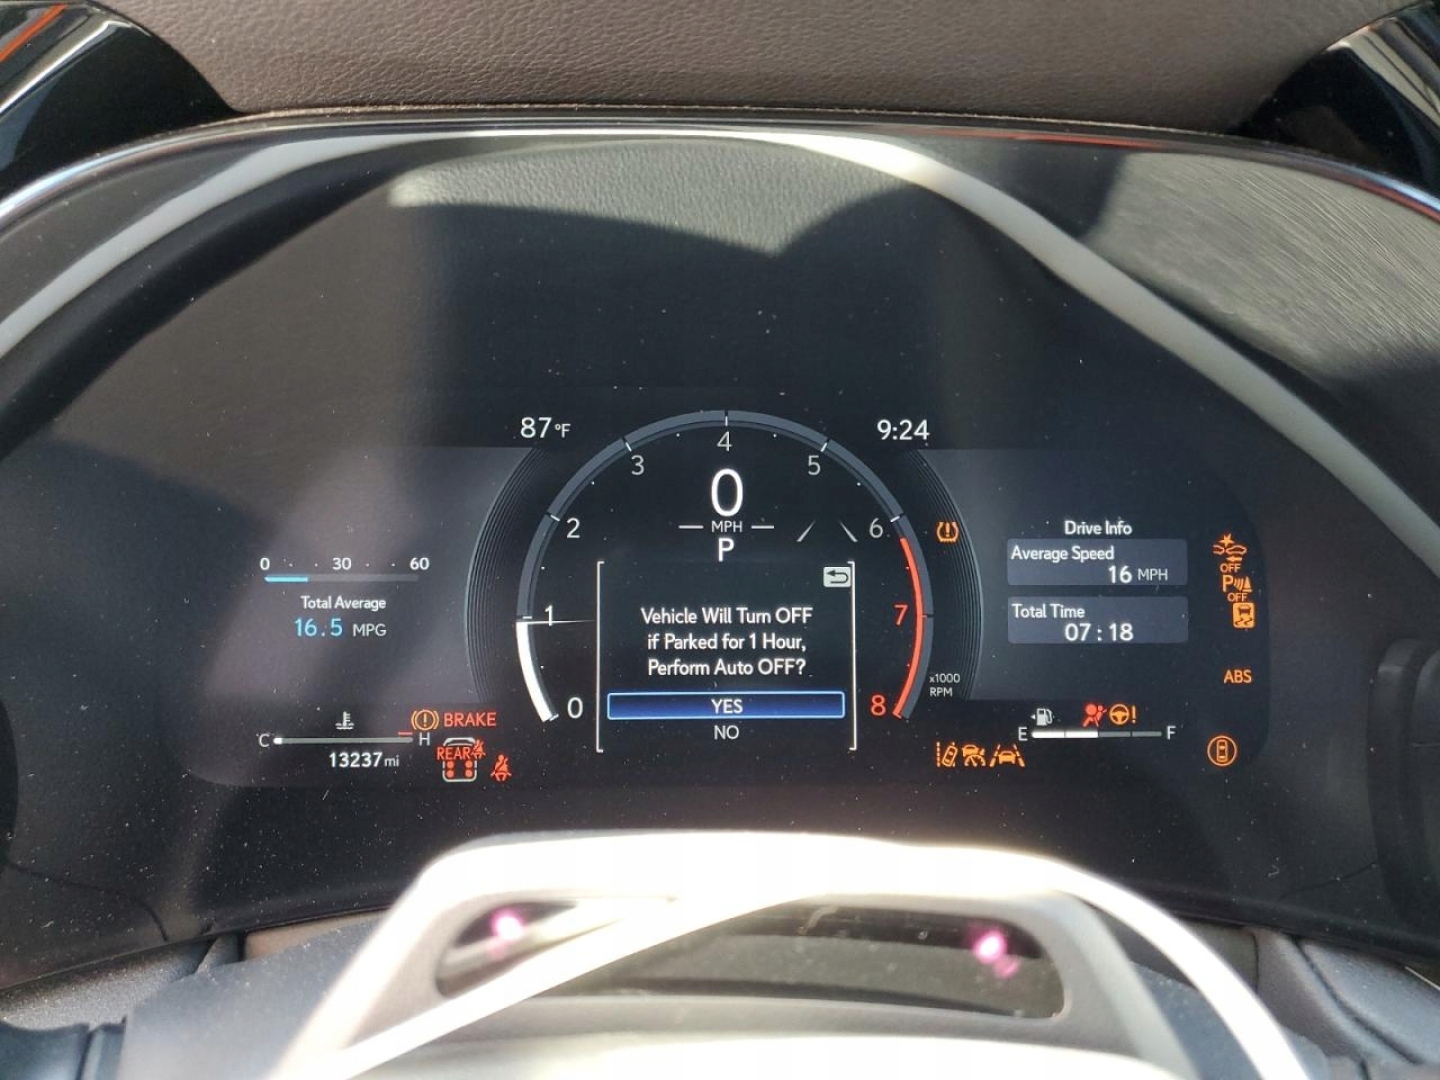 87°F
9:24
0 30 60
Total Average
16.5 MPG
C H
13237mi
BRAKE
REAR
0 1 2 3 4 5 6 7 8
x1000
RPM
0
MPH
P
Vehicle Will Turn OFF
if Parked for 1 Hour,
Perform Auto OFF?
YES
NO
Drive Info
Average Speed
16 MPH
Total Time
07:18
E F
OFF
P
OFF
ABS